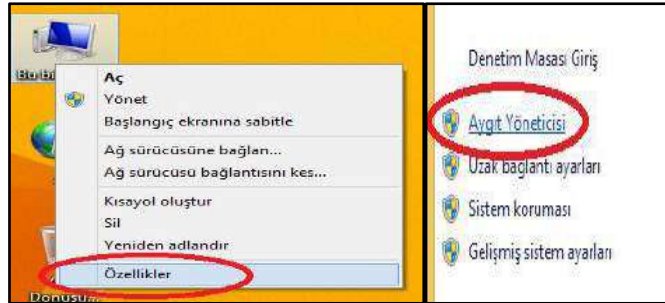 Bu bi
Aç
Yönet
Başlangıç ekranına sabitle
Ağ sürücüsüne bağlan...
Ağ sürücüsü bağlantısını kes...
Kısayol oluştur
Sil
Yeniden adlandır
Özellikler
Dönüşü...
Denetim Masası Giriş
Aygıt Yöneticisi
Uzak bağlantı ayarları
Sistem koruması
Gelişmiş sistem ayarları